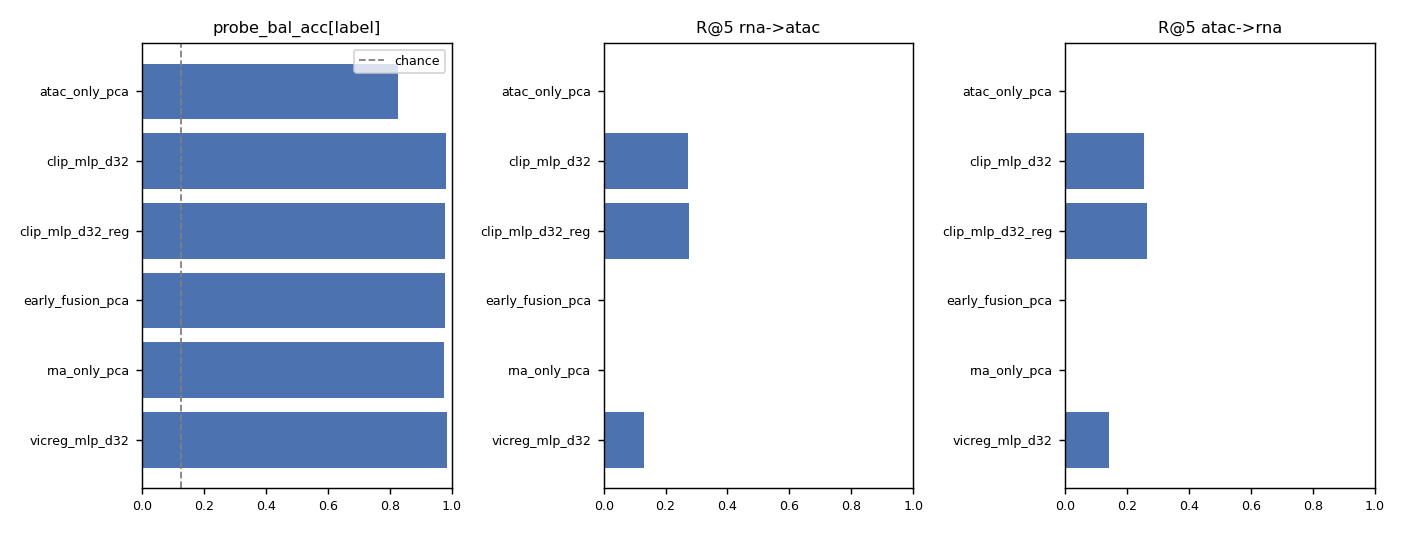 probe_bal_acc[label]
chance
atac_only_pca
clip_mlp_d32
clip_mlp_d32_reg
early_fusion_pca
rna_only_pca
vicreg_mlp_d32
0.0 0.2 0.4 0.6 0.8 1.0
R@5 rna->atac
atac_only_pca
clip_mlp_d32
clip_mlp_d32_reg
early_fusion_pca
rna_only_pca
vicreg_mlp_d32
0.0 0.2 0.4 0.6 0.8 1.0
R@5 atac->rna
atac_only_pca
clip_mlp_d32
clip_mlp_d32_reg
early_fusion_pca
rna_only_pca
vicreg_mlp_d32
0.0 0.2 0.4 0.6 0.8 1.0